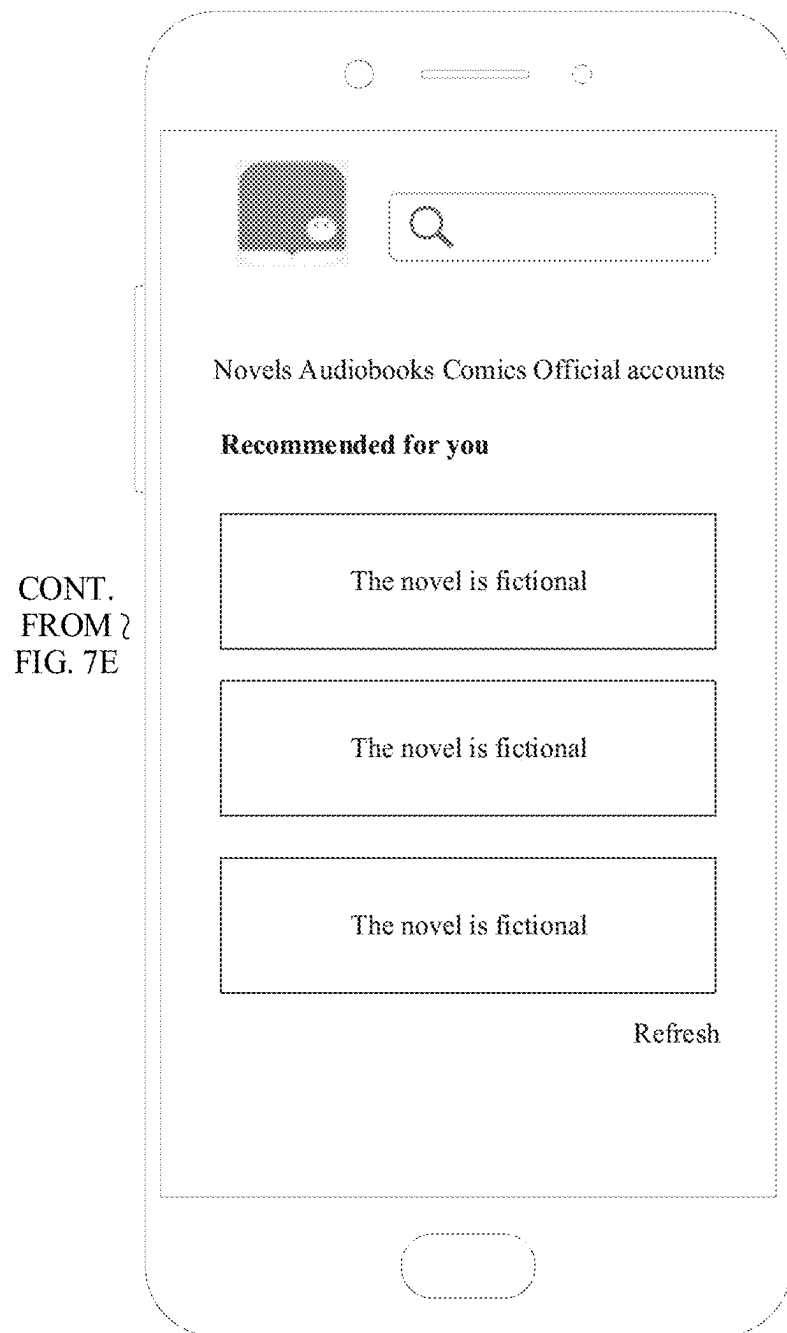 Novels Audiobooks Comics Official accounts
Recommended for you
The novel is fictional
CONT.
FROM
FIG. 7E
The novel is fictional
The novel is fictional
Refresh